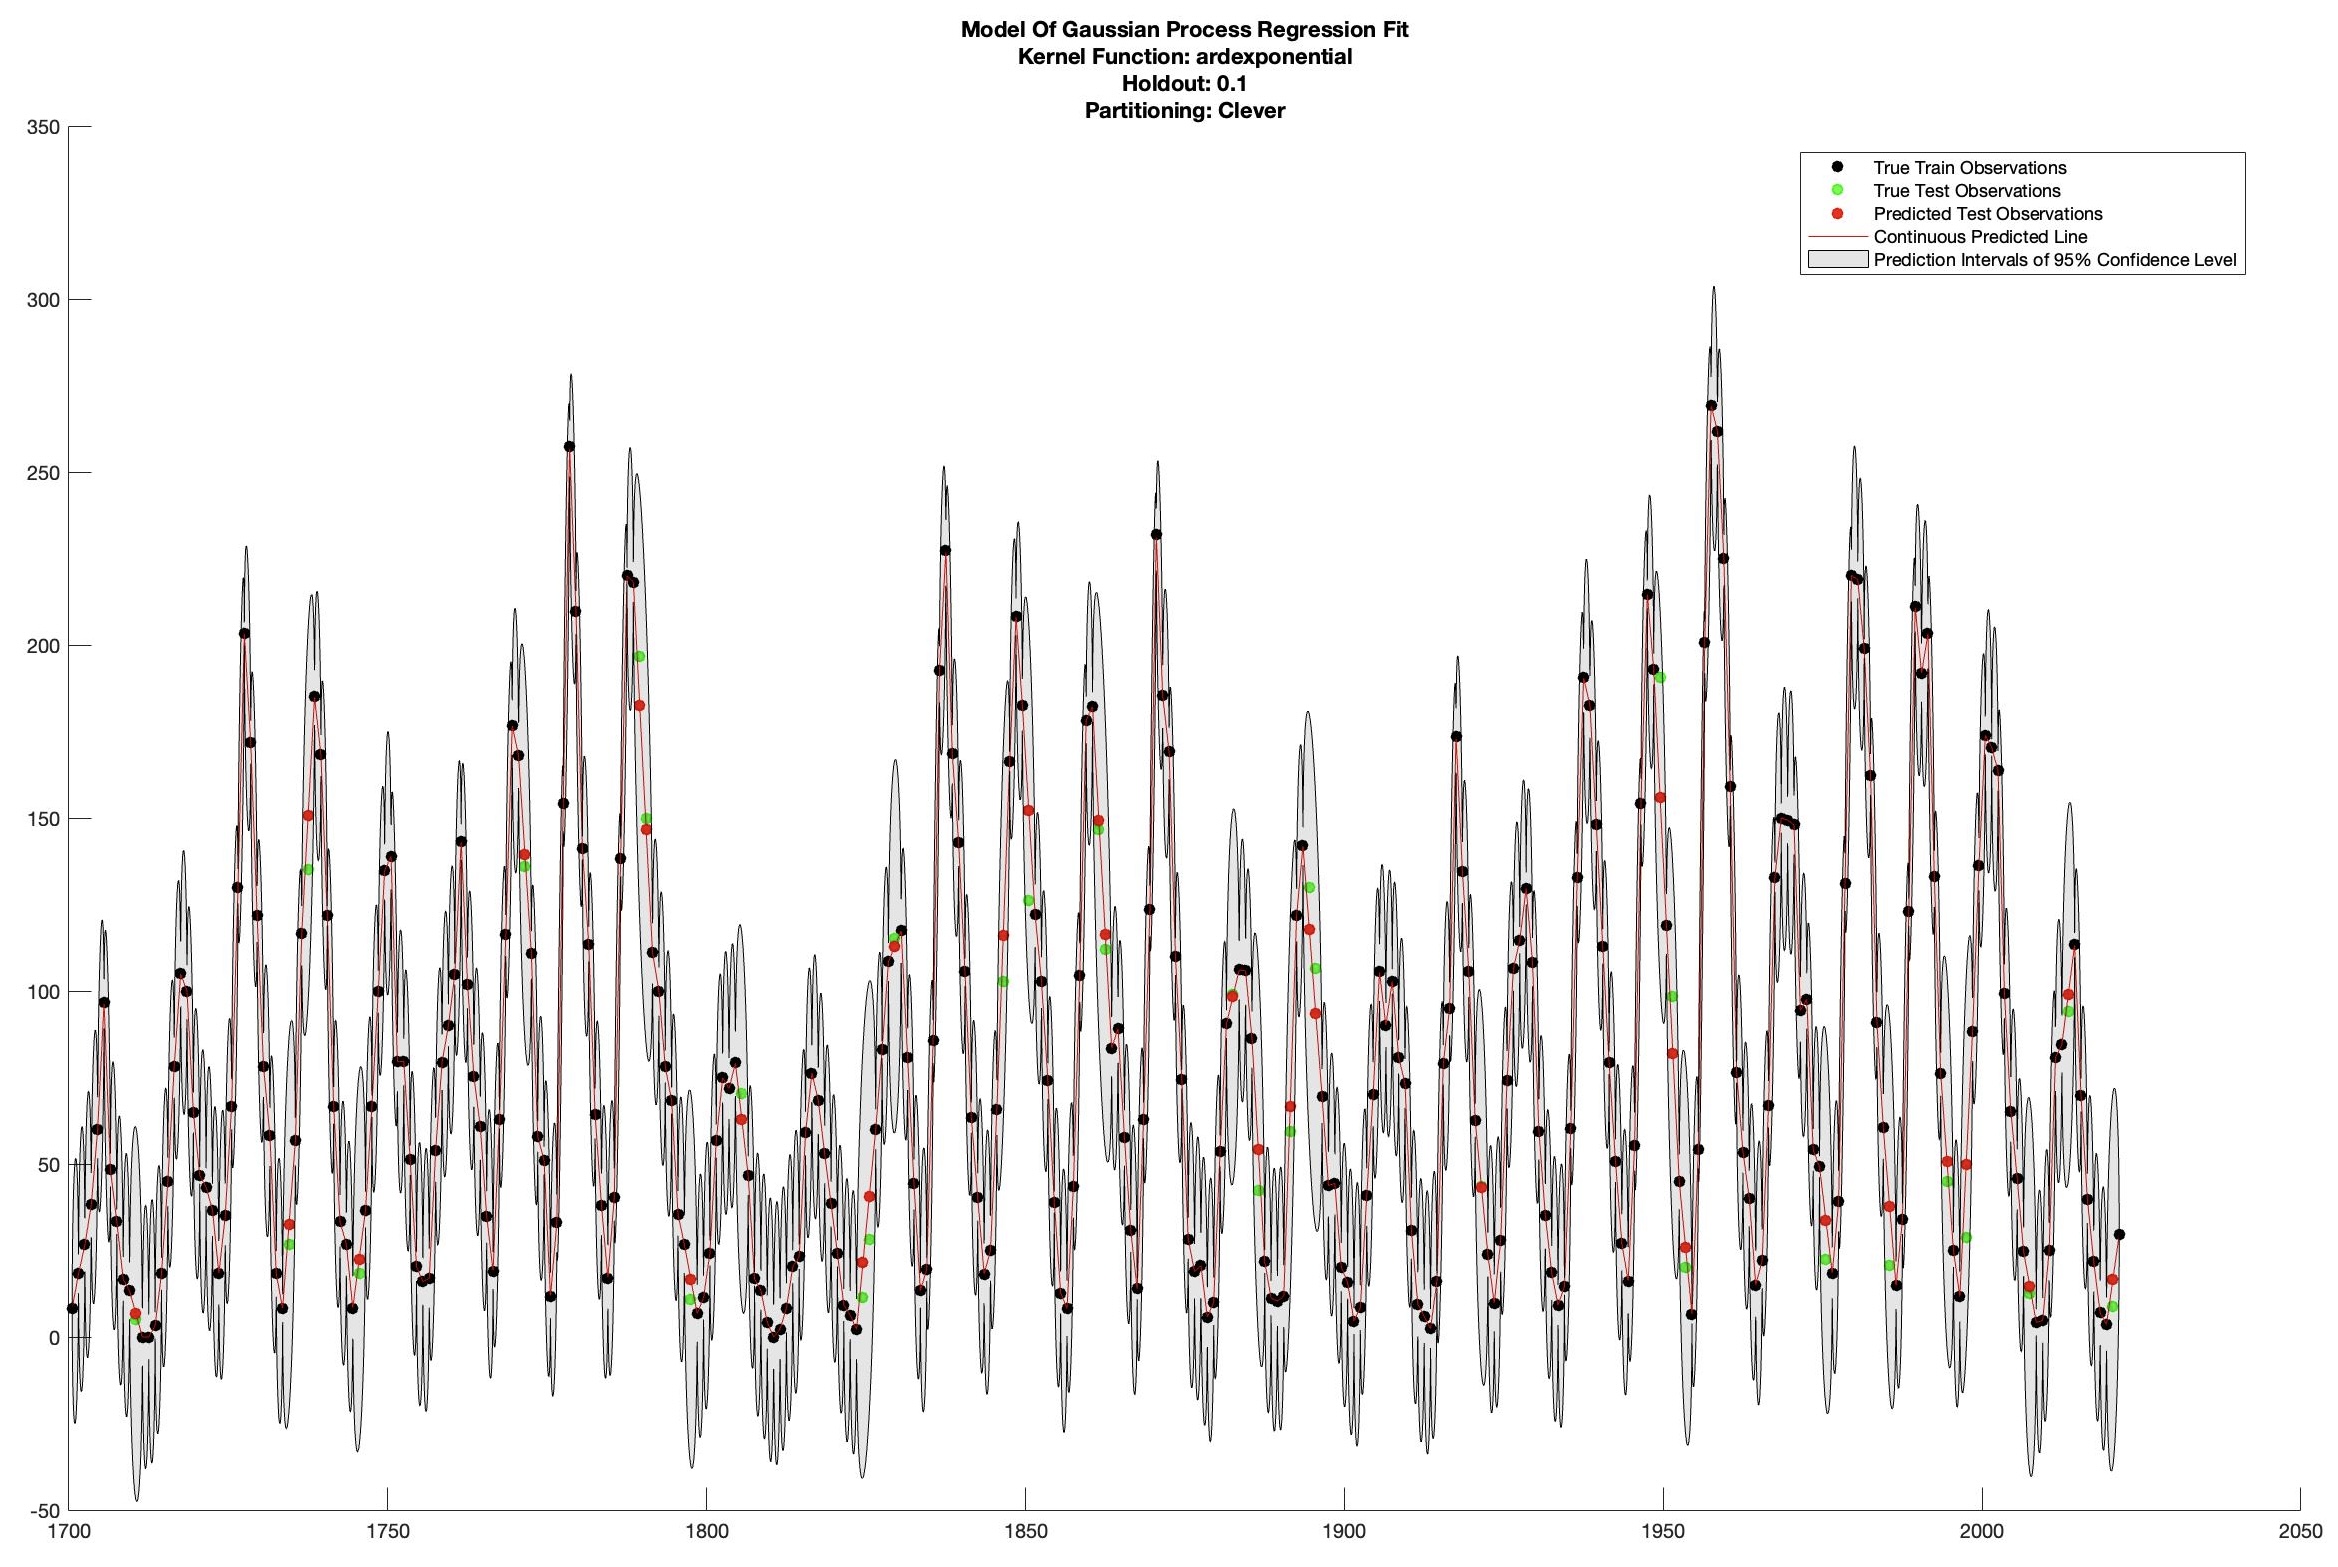 Model Of Gaussian Process Regression Fit
Kernel Function: ardexponential
Holdout: 0.1
Partitioning: Clever
350
300
250
200
150
100
50
0
-50
True Train Observations
True Test Observations
Predicted Test Observations
Continuous Predicted Line
Prediction Intervals of 95% Confidence Level
1700 1750 1800 1850 1900 1950 2000 2050